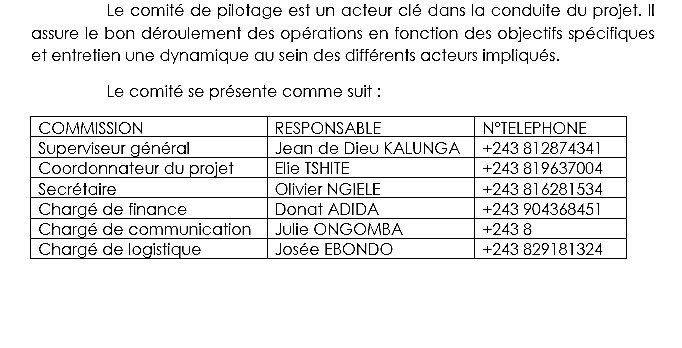 Le comité de pilotage est un acteur clé dans la conduite du projet. Il
assure le bon déroulement des opérations en fonction des objectifs spécifiques
et entretien une dynamique au sein des différents acteurs impliqués.
Le comité se présente comme suit :
COMMISSION RESPONSABLE N°TELEPHONE
Superviseur général Jean de Dieu KALUNGA +243 812874341
Coordonnateur du projet Elie TSHITE +243 819637004
Secrétaire Olivier NGIELE +243 816281534
Chargé de finance Donat ADIDA +243 904368451
Chargé de communication Julie ONGOMBA +243 8
Chargé de logistique Josée EBONDO +243 829181324